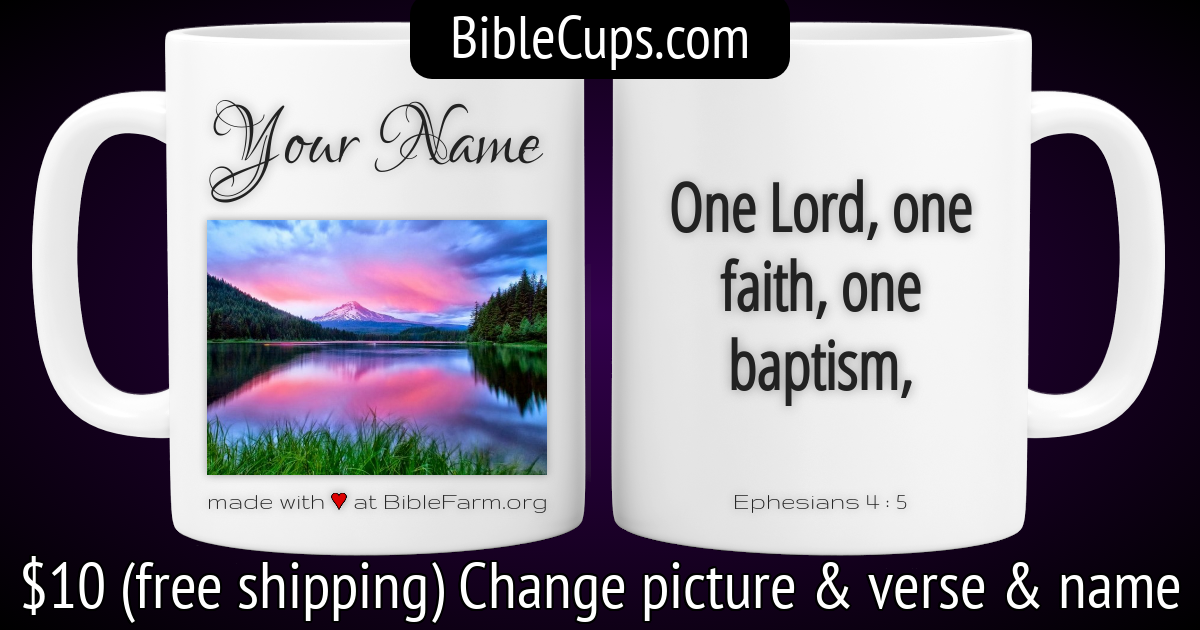 BibleCups.com
Your Name
made with ❤ at BibleFarm.org
One Lord, one
faith, one
baptism,
Ephesians 4:5
$10 (free shipping) Change picture & verse & name